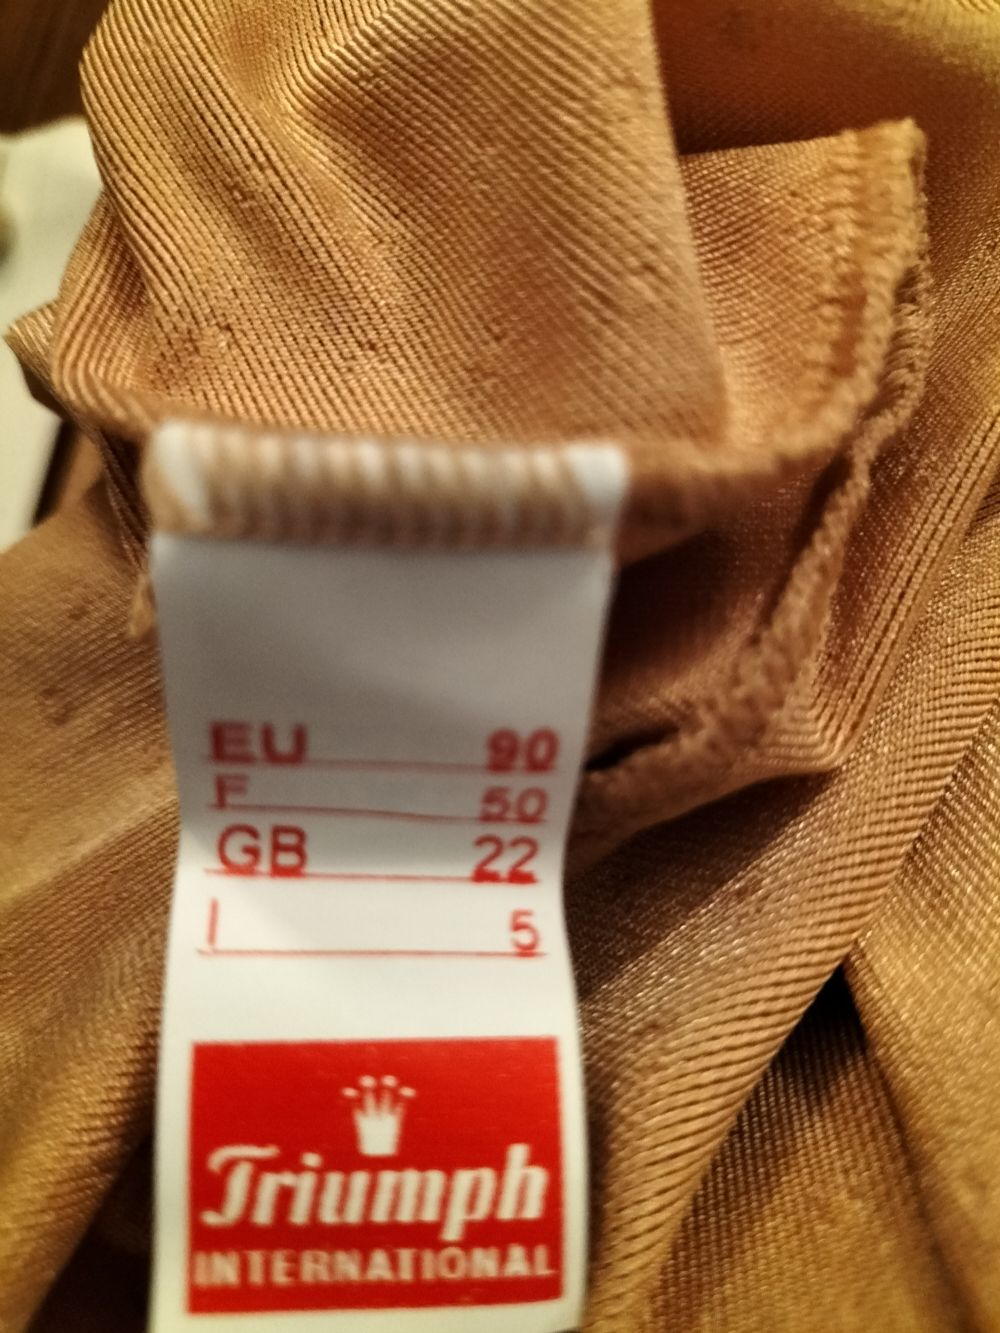 EU 90
F 50
GB 22
I 5
Triumph
INTERNATIONAL